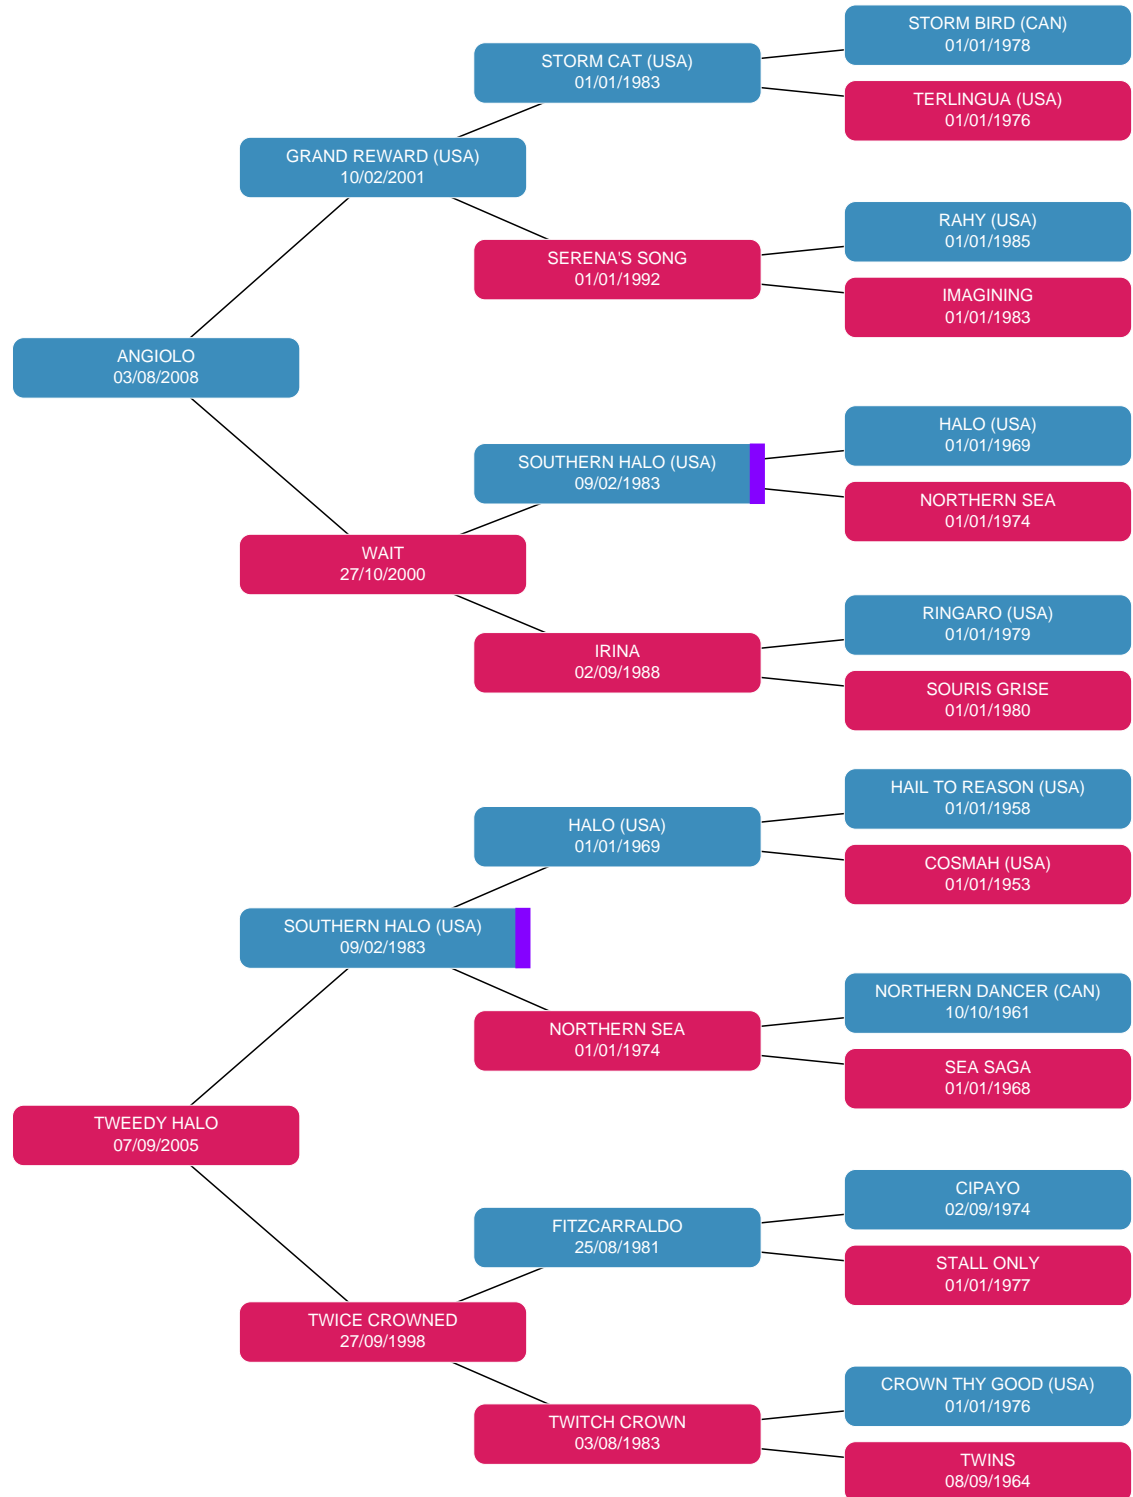 STORM BIRD (CAN)
01/01/1978
STORM CAT (USA)
01/01/1983
TERLINGUA (USA)
01/01/1976
GRAND REWARD (USA)
10/02/2001
RAHY (USA)
01/01/1985
SERENA'S SONG
01/01/1992
IMAGINING
01/01/1983
ANGIOLO
03/08/2008
HALO (USA)
01/01/1969
SOUTHERN HALO (USA)
09/02/1983
NORTHERN SEA
01/01/1974
WAIT
27/10/2000
RINGARO (USA)
01/01/1979
IRINA
02/09/1988
SOURIS GRISE
01/01/1980
HAIL TO REASON (USA)
01/01/1958
HALO (USA)
01/01/1969
COSMAH (USA)
01/01/1953
SOUTHERN HALO (USA)
09/02/1983
NORTHERN DANCER (CAN)
10/10/1961
NORTHERN SEA
01/01/1974
SEA SAGA
01/01/1968
TWEEDY HALO
07/09/2005
CIPAYO
02/09/1974
FITZCARRALDO
25/08/1981
STALL ONLY
01/01/1977
TWICE CROWNED
27/09/1998
CROWN THY GOOD (USA)
01/01/1976
TWITCH CROWN
03/08/1983
TWINS
08/09/1964